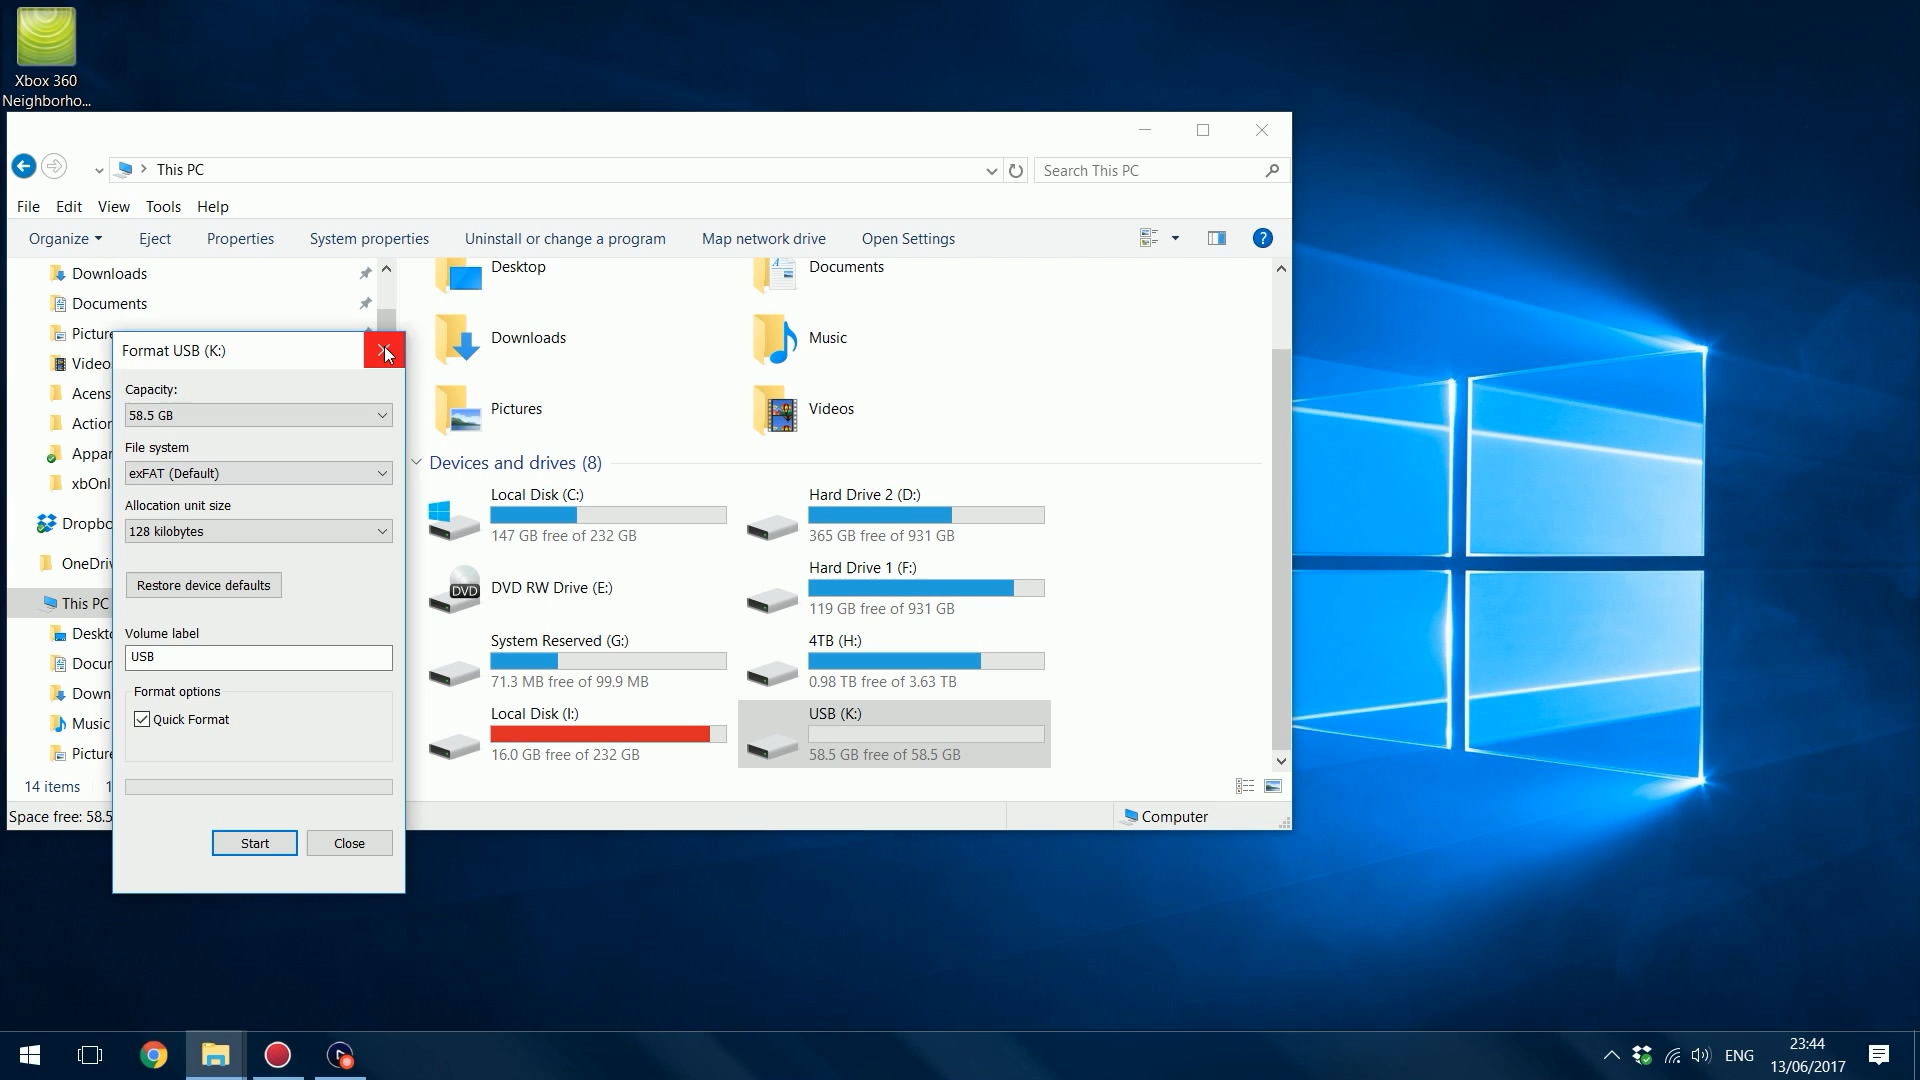 Xbox 360
Neighborho...
This PC
Search This PC
File Edit View Tools Help
Organize Eject Properties System properties Uninstall or change a program Map network drive Open Settings
Downloads
Documents
Picture
Video
Acens
Action
Appar
xbOnl
Dropbo
OneDriv
This PC
Deskto
Docum
Down
Music
Picture
14 items 1
Space free: 58.5
Computer
Desktop
Documents
Downloads
Music
Pictures
Videos
Devices and drives (8)
Local Disk (C:)
147 GB free of 232 GB
Hard Drive 2 (D:)
365 GB free of 931 GB
DVD
DVD RW Drive (E:)
Hard Drive 1 (F:)
119 GB free of 931 GB
System Reserved (G:)
71.3 MB free of 99.9 MB
4TB (H:)
0.98 TB free of 3.63 TB
Local Disk (I:)
16.0 GB free of 232 GB
USB (K:)
58.5 GB free of 58.5 GB
Format USB (K:)
Capacity:
58.5 GB
File system
exFAT (Default)
Allocation unit size
128 kilobytes
Restore device defaults
Volume label
USB
Format options
Quick Format
Start
Close
ENG
23:44
13/06/2017